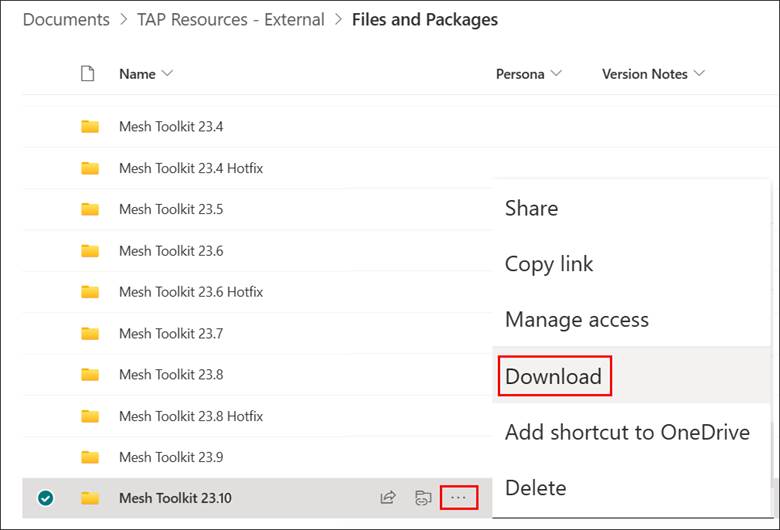 Documents > TAP Resources - External > Files and Packages
Name Persona Version Notes
Mesh Toolkit 23.4
Mesh Toolkit 23.4 Hotfix
Mesh Toolkit 23.5
Mesh Toolkit 23.6
Mesh Toolkit 23.6 Hotfix
Mesh Toolkit 23.7
Mesh Toolkit 23.8
Mesh Toolkit 23.8 Hotfix
Mesh Toolkit 23.9
Mesh Toolkit 23.10 ...
Share
Copy link
Manage access
Download
Add shortcut to OneDrive
Delete